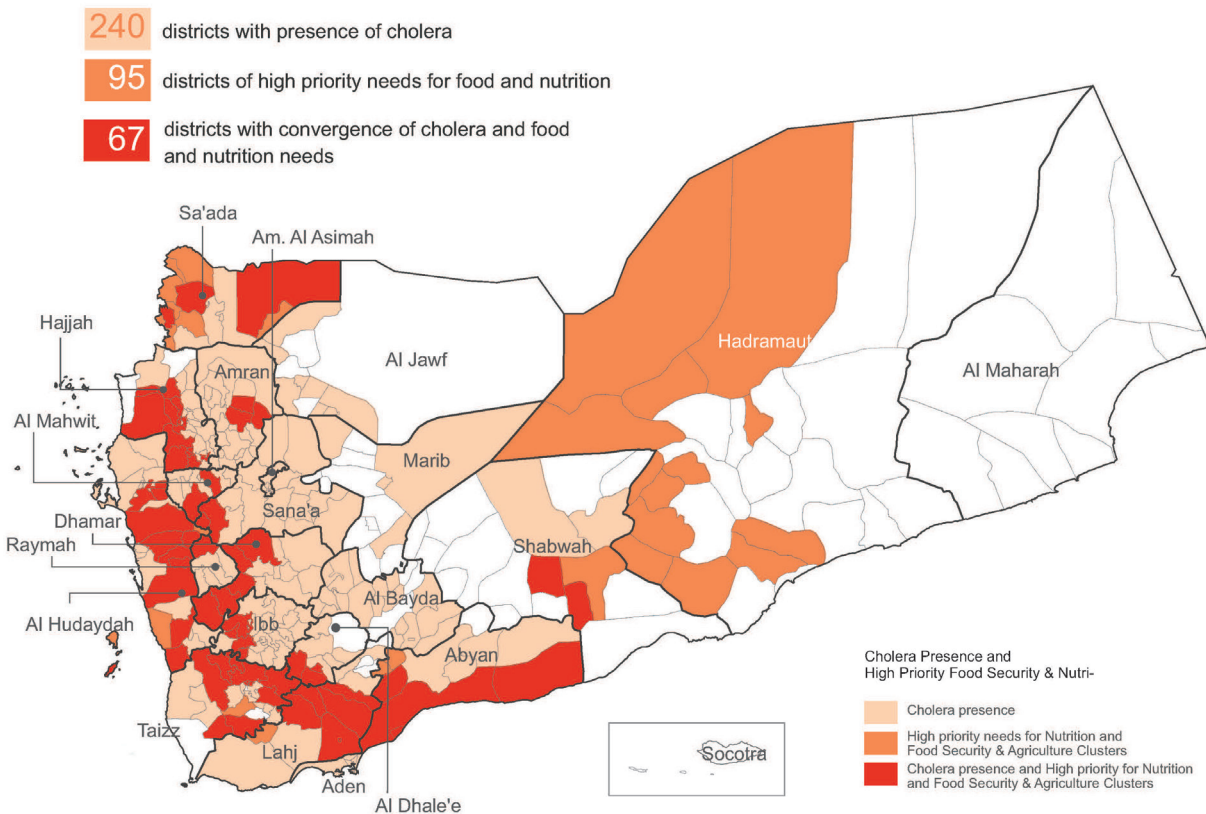 240 districts with presence of cholera
95 districts of high priority needs for food and nutrition
67 districts with convergence of cholera and food
and nutrition needs
Sa'ada
Am. Al Asimah
Hajjah
Al Jawf
Hadramaut
Amran
Al Maharah
Al Mahwit
Marib
Sana'a
Dhamar
Raymah
Shabwah
Al Bayda
Al Hudaydah
Ibb
Abyan
Taizz
Lahj
Aden
Al Dhale'e
Socotra
Cholera Presence and
High Priority Food Security & Nutri-
Cholera presence
High priority needs for Nutrition and
Food Security & Agriculture Clusters
Cholera presence and High priority for Nutrition
and Food Security & Agriculture Clusters